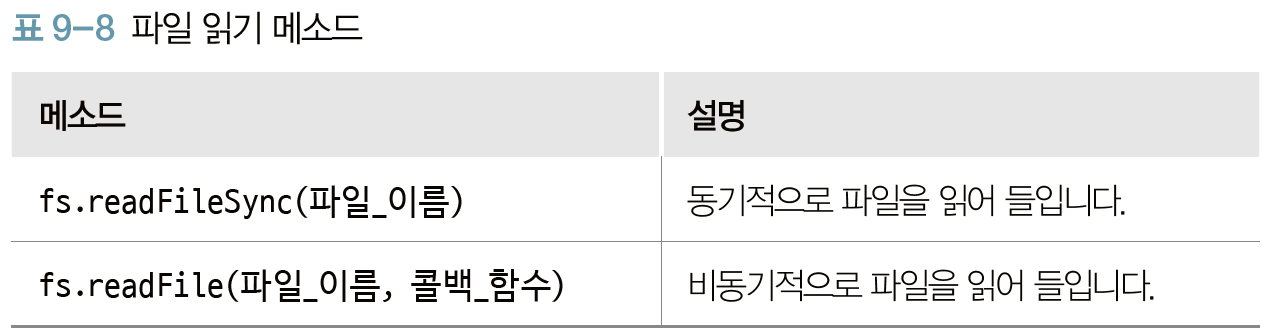 표 9-8 파일 읽기 메소드
메소드 설명
fs.readFileSync(파일_이름) 동기적으로 파일을 읽어 들입니다.
fs.readFile(파일_이름, 콜백_함수) 비동기적으로 파일을 읽어 들입니다.